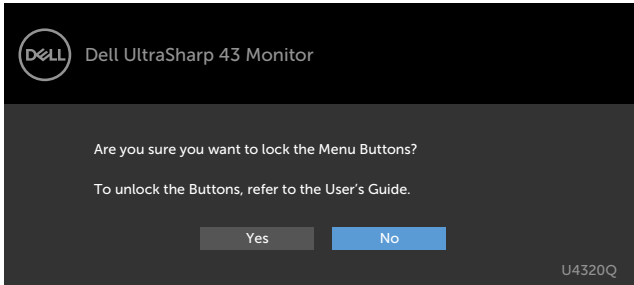 DELL
Dell UltraSharp 43 Monitor
Are you sure you want to lock the Menu Buttons?
To unlock the Buttons, refer to the User's Guide.
Yes
No
U4320Q